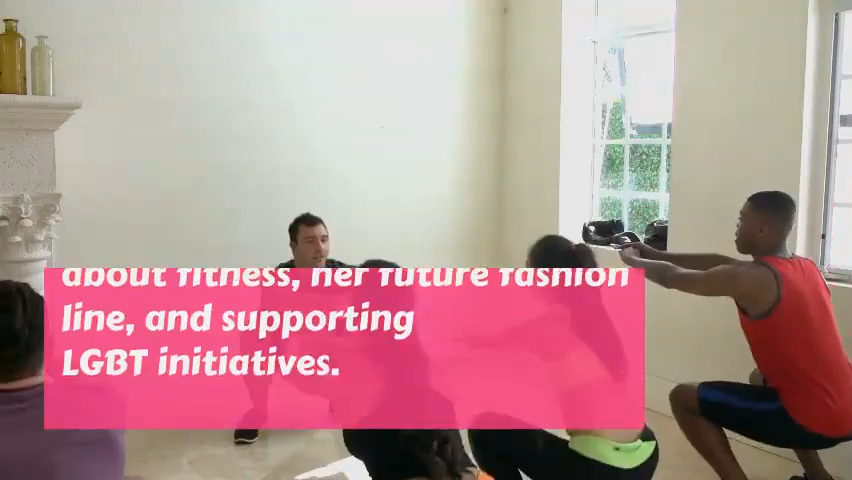 about fitness, her future fashion
line, and supporting
LGBT initiatives.